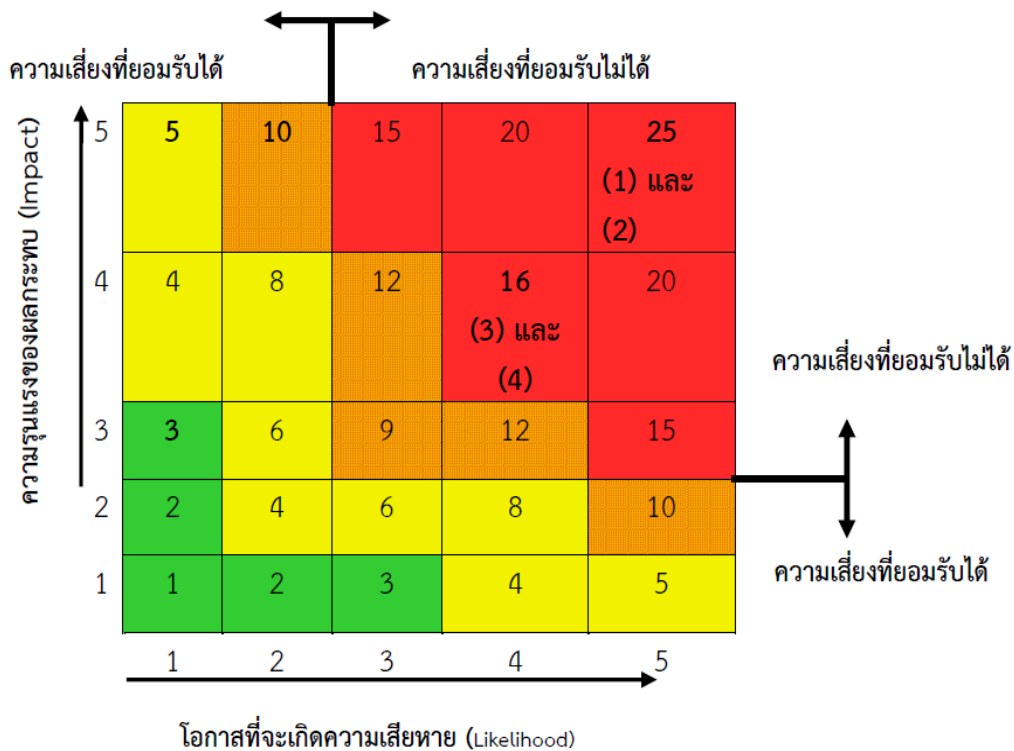 ความเสี่ยงที่ยอมรับได้ ความเสี่ยงที่ยอมรับไม่ได้
ความรุนแรงของผลกระทบ (Impact)
5 5 10 15 20 25
(1) และ
(2)
4 4 8 12 16 20
(3) และ
(4)
ความเสี่ยงที่ยอมรับไม่ได้
3 3 6 9 12 15
2 2 4 6 8 10
ความเสี่ยงที่ยอมรับได้
1 1 2 3 4 5
1 2 3 4 5
โอกาสที่จะเกิดความเสียหาย (Likelihood)